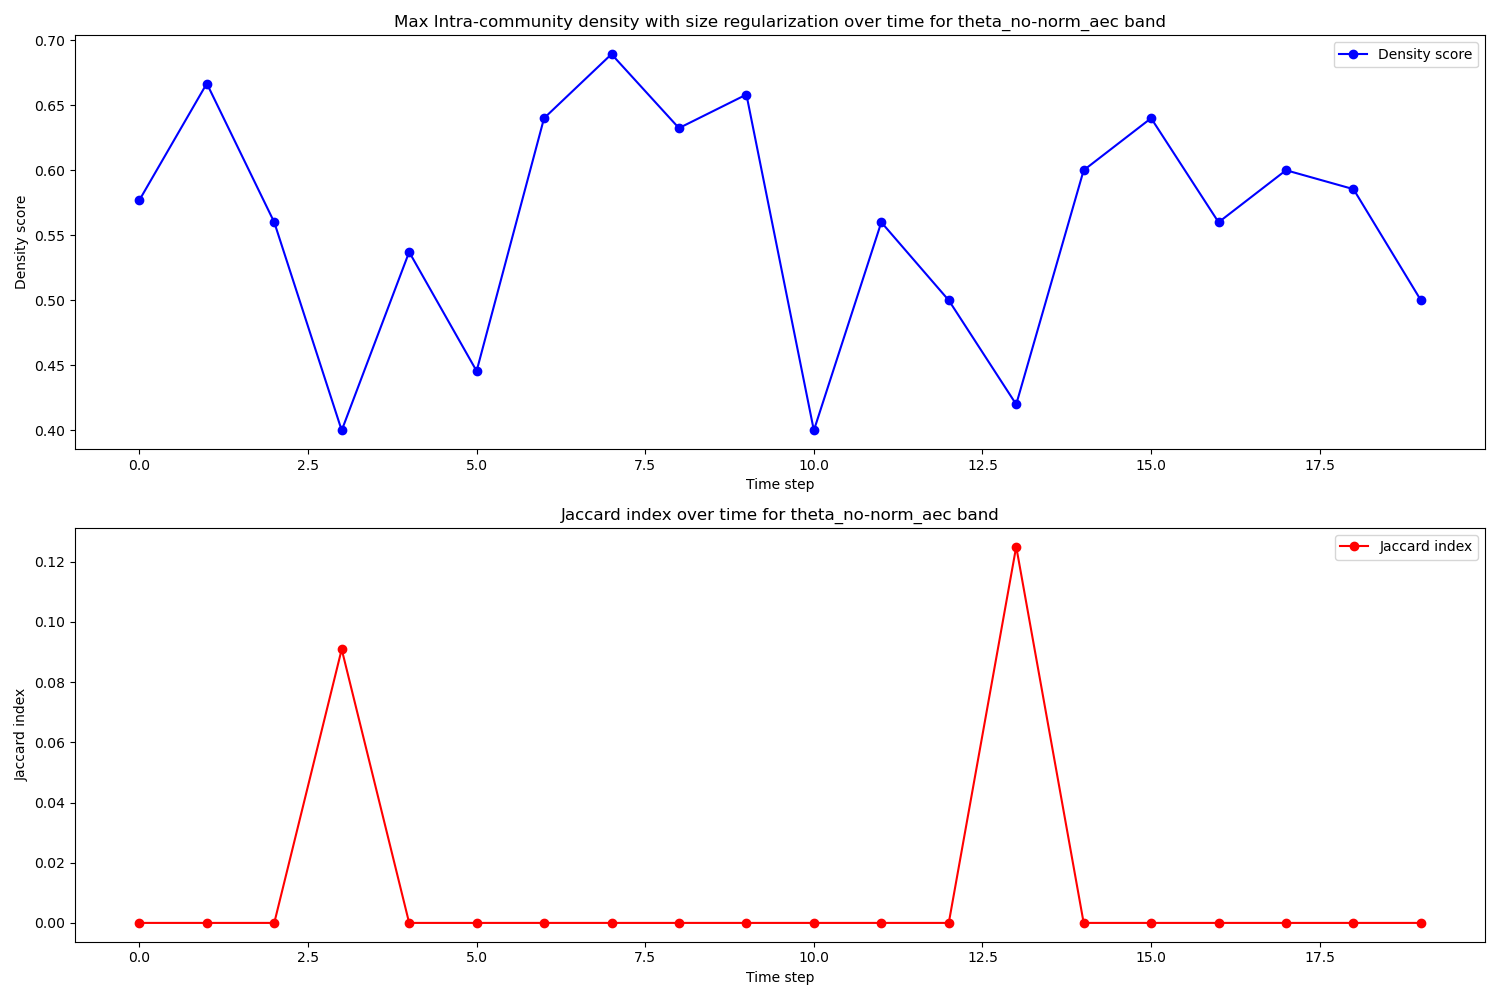 Max Intra-community density with size regularization over time for theta_no-norm_aec band
Density score
0.70
0.65
0.60
0.55
0.50
0.45
0.40
Density score
0.0 2.5 5.0 7.5 10.0 12.5 15.0 17.5
Time step
Jaccard index over time for theta_no-norm_aec band
Jaccard index
0.12
0.10
0.08
0.06
0.04
0.02
0.00
Jaccard index
0.0 2.5 5.0 7.5 10.0 12.5 15.0 17.5
Time step